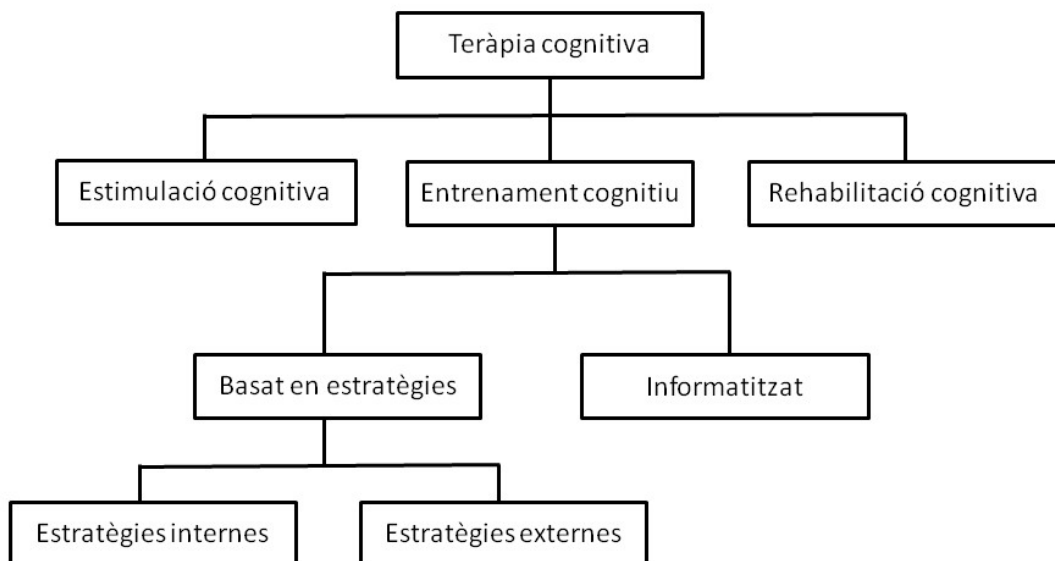 Teràpia cognitiva
Estimulació cognitiva
Entrenament cognitiu
Rehabilitació cognitiva
Basat en estratègies
Informatitzat
Estratègies internes
Estratègies externes